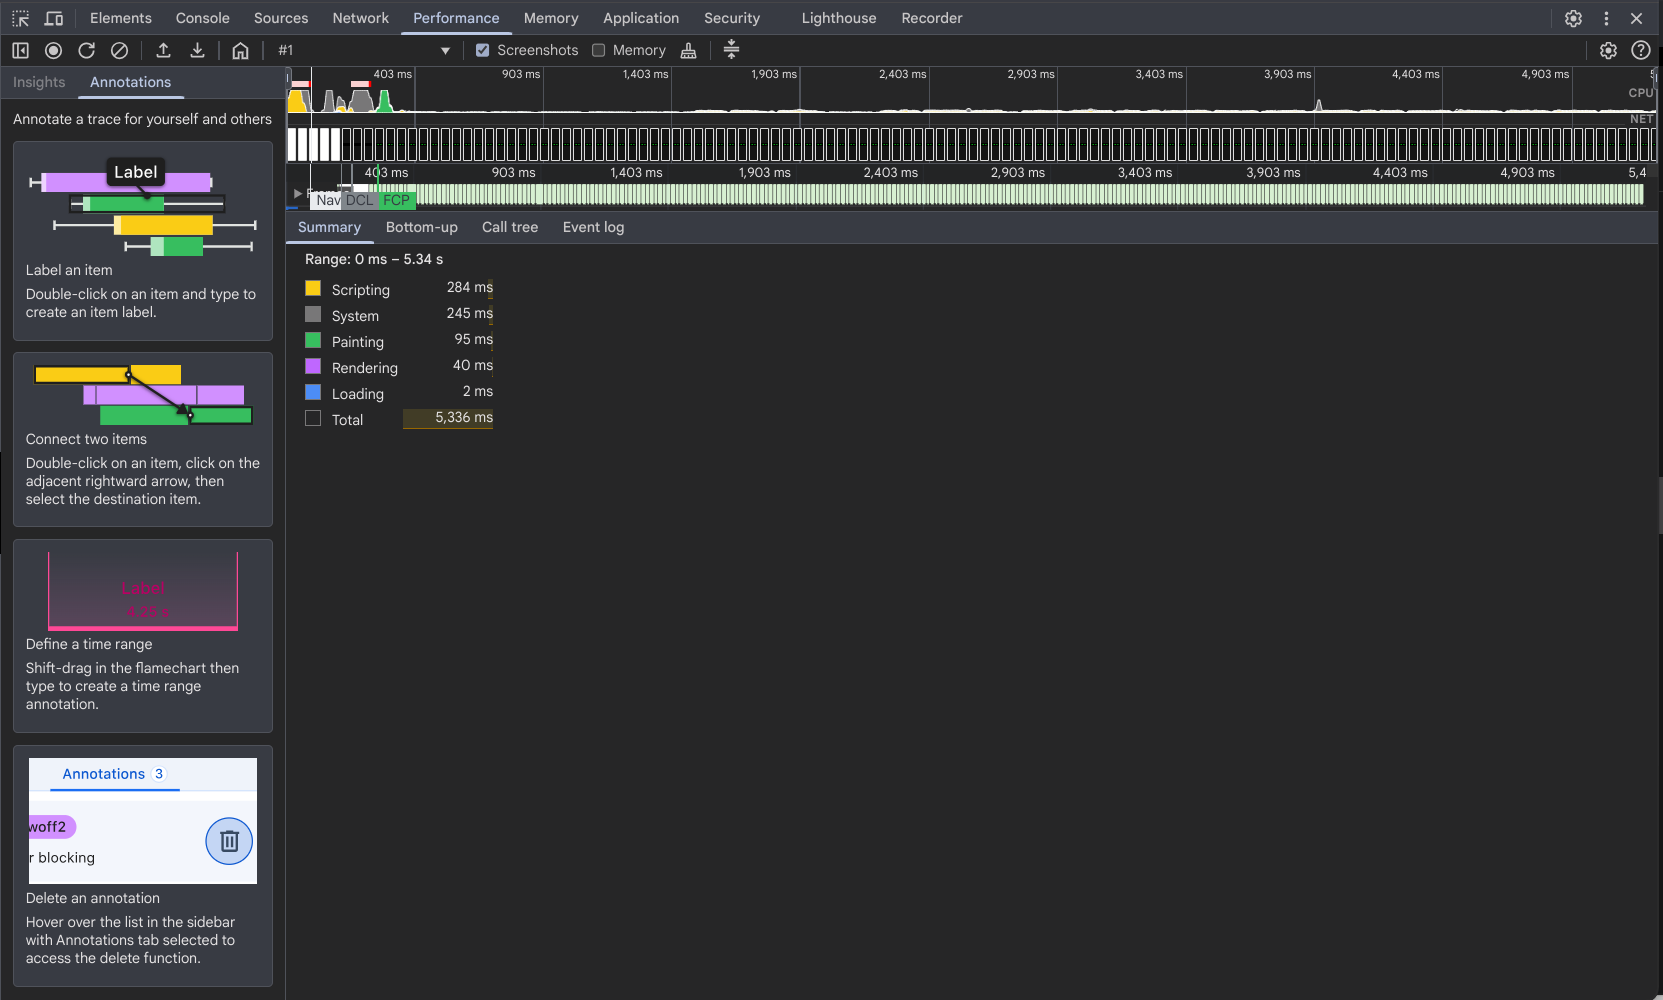 Elements Console Sources Network Performance Memory Application Security Lighthouse Recorder
#1 Screenshots Memory
Insights Annotations
Annotate a trace for yourself and others
Label
Label an item
Double-click on an item and type to
create an item label.
Connect two items
Double-click on an item, click on the
adjacent rightward arrow, then
select the destination item.
Label
4.25 s
Define a time range
Shift-drag in the flamechart then
type to create a time range
annotation.
Annotations 3
woff2
r blocking
Delete an annotation
Hover over the list in the sidebar
with Annotations tab selected to
access the delete function.
403 ms 903 ms 1,403 ms 1,903 ms 2,403 ms 2,903 ms 3,403 ms 3,903 ms 4,403 ms 4,903 ms
CPU
NET
403 ms 903 ms 1,403 ms 1,903 ms 2,403 ms 2,903 ms 3,403 ms 3,903 ms 4,403 ms 4,903 ms 5,4
Nav DCL FCP
Summary Bottom-up Call tree Event log
Range: 0 ms – 5.34 s
Scripting 284 ms
System 245 ms
Painting 95 ms
Rendering 40 ms
Loading 2 ms
Total 5,336 ms